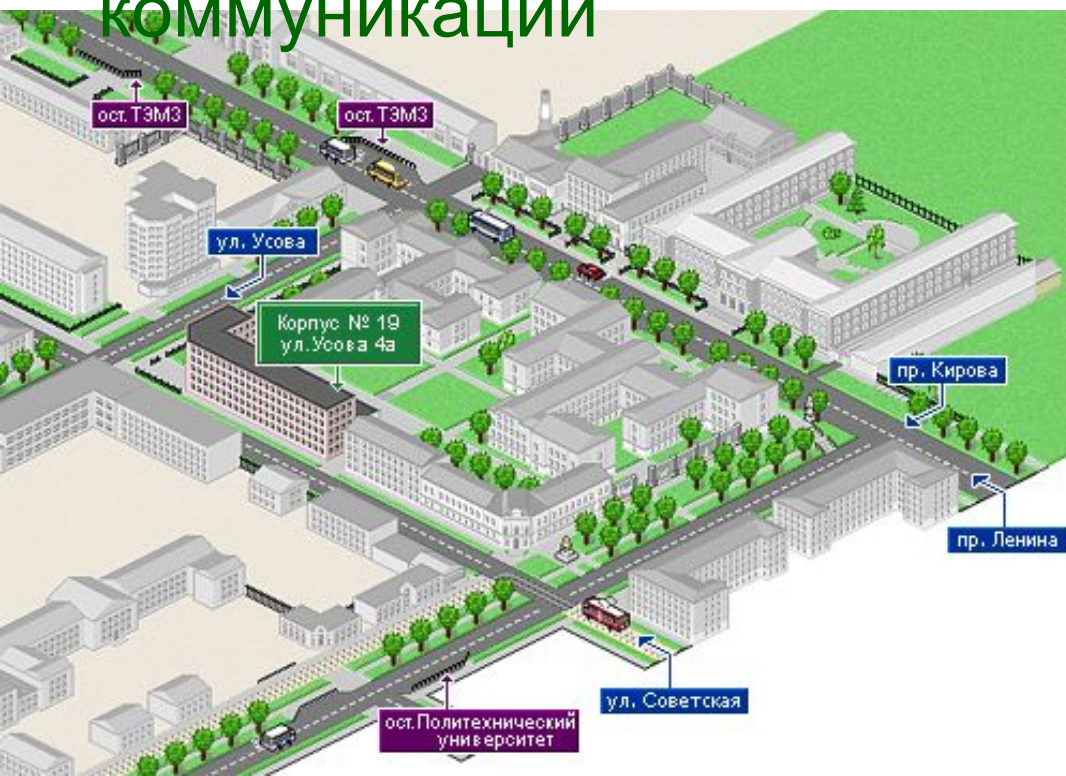 коммуникации
ост. ТЭМЗ
ост. ТЭМЗ
ул. Усова
Корпус № 19
ул.Усова 4а
пр. Кирова
пр. Ленина
ул. Советская
ост.Политехнический
университет